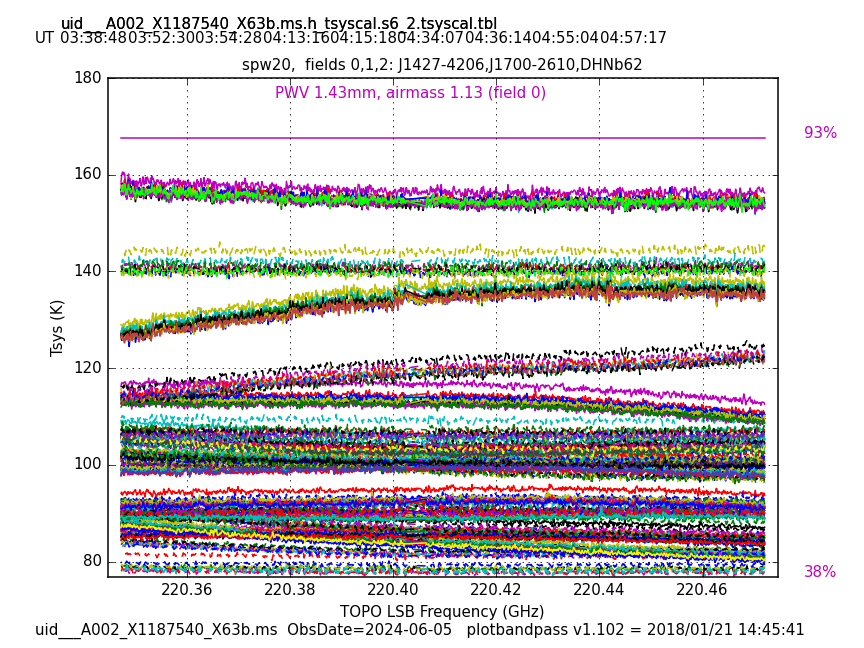 uid___A002_X1187540_X63b.ms.h_tsyscal.s6_2.tsyscal.tbl
UT 03:38:48 03:52:30 03:54:28 04:13:16 04:15:18 04:34:07 04:36:14 04:55:04 04:57:17
spw20,  fields 0,1,2: J1427-4206,J1700-2610,DHNb62
PWV 1.43mm, airmass 1.13 (field 0)
93%
38%
180
160
140
120
100
80
Tsys (K)
220.36 220.38 220.40 220.42 220.44 220.46
TOPO LSB Frequency (GHz)
uid___A002_X1187540_X63b.ms  ObsDate=2024-06-05   plotbandpass v1.102 = 2018/01/21 14:45:41